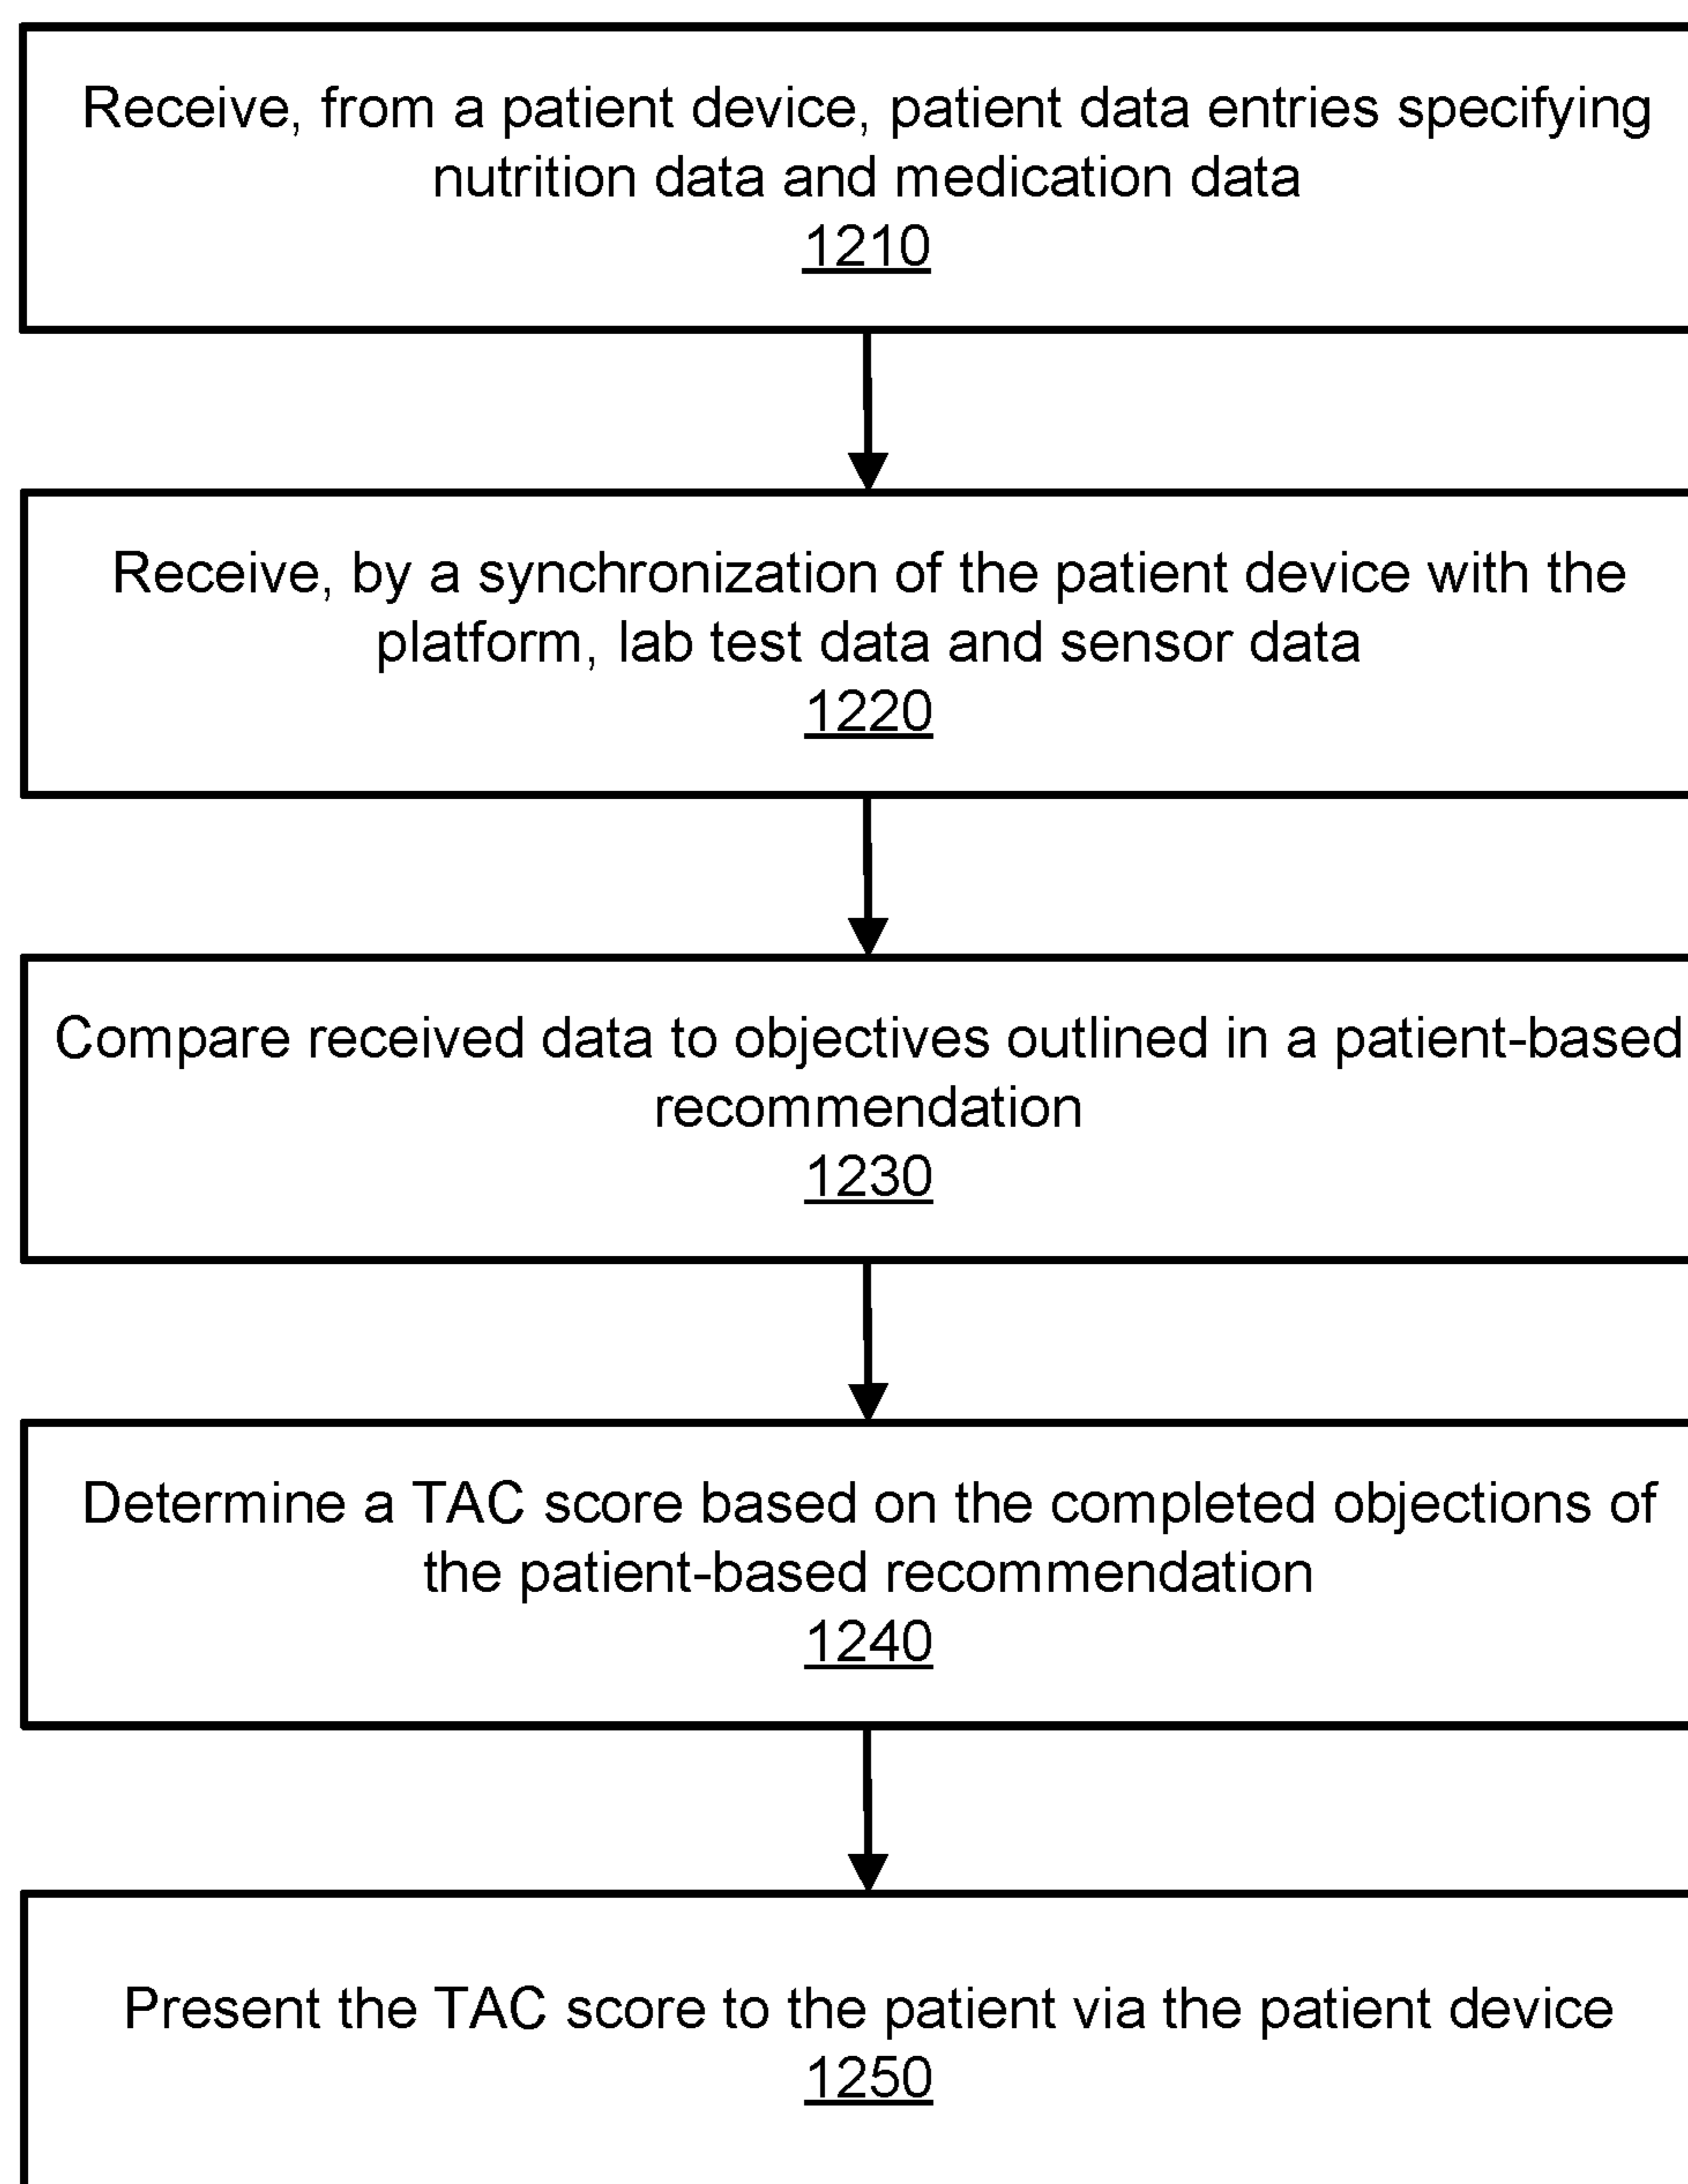 Receive, from a patient device, patient data entries specifying
nutrition data and medication data
1210
Receive, by a synchronization of the patient device with the
platform, lab test data and sensor data
1220
Compare received data to objectives outlined in a patient-based
recommendation
1230
Determine a TAC score based on the completed objections of
the patient-based recommendation
1240
Present the TAC score to the patient via the patient device
1250